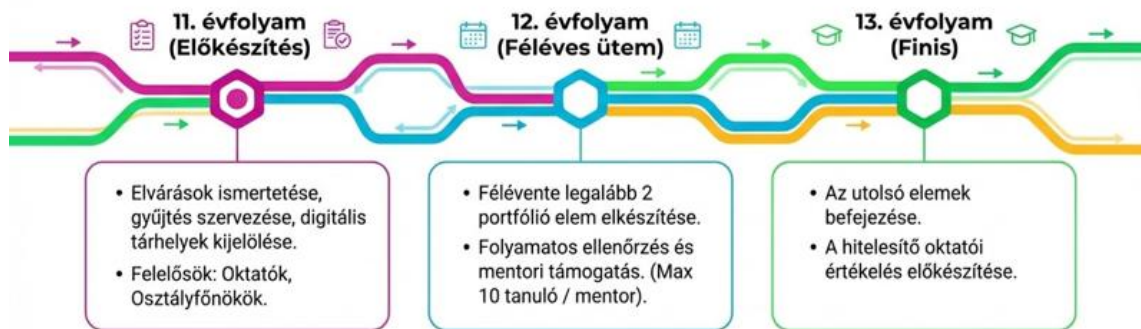 11. évfolyam
(Előkészítés)
12. évfolyam
(Féléves ütem)
13. évfolyam
(Finis)
• Elvárások ismertetése,
gyűjtés szervezése, digitális
tárhelyek kijelölése.
• Felelősök: Oktatók,
Osztályfőnökök.
• Félévente legalább 2
portfólió elem elkészítése.
• Folyamatos ellenőrzés és
mentori támogatás. (Max
10 tanuló / mentor).
• Az utolsó elemek
befejezése.
• A hitelesítő oktatói
értékelés előkészítése.